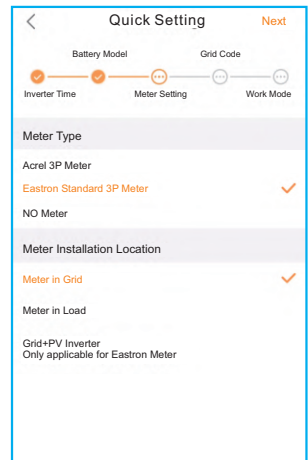 Quick Setting
Next
Battery Model
Grid Code
Inverter Time
Meter Setting
Work Mode
Meter Type
Acrel 3P Meter
Eastron Standard 3P Meter
NO Meter
Meter Installation Location
Meter in Grid
Meter in Load
Grid+PV Inverter
Only applicable for Eastron Meter